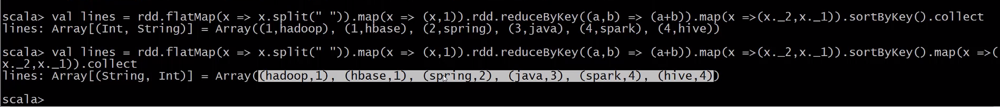 scala> val lines = rdd.flatMap(x => x.split(" ")).map(x => (x,1)).rdd.reduceByKey((a,b) => (a+b)).map(x =>(x._2,x._1)).sortByKey().collect
lines: Array[(Int, String)] = Array((1,hadoop), (1,hbase), (2,spring), (3,java), (4,spark), (4,hive))
scala> val lines = rdd.flatMap(x => x.split(" ")).map(x => (x,1)).rdd.reduceByKey((a,b) => (a+b)).map(x =>(x._2,x._1)).sortByKey().map(x =>(
x._2,x._1)).collect
lines: Array[(String, Int)] = Array((hadoop,1), (hbase,1), (spring,2), (java,3), (spark,4), (hive,4))
scala>